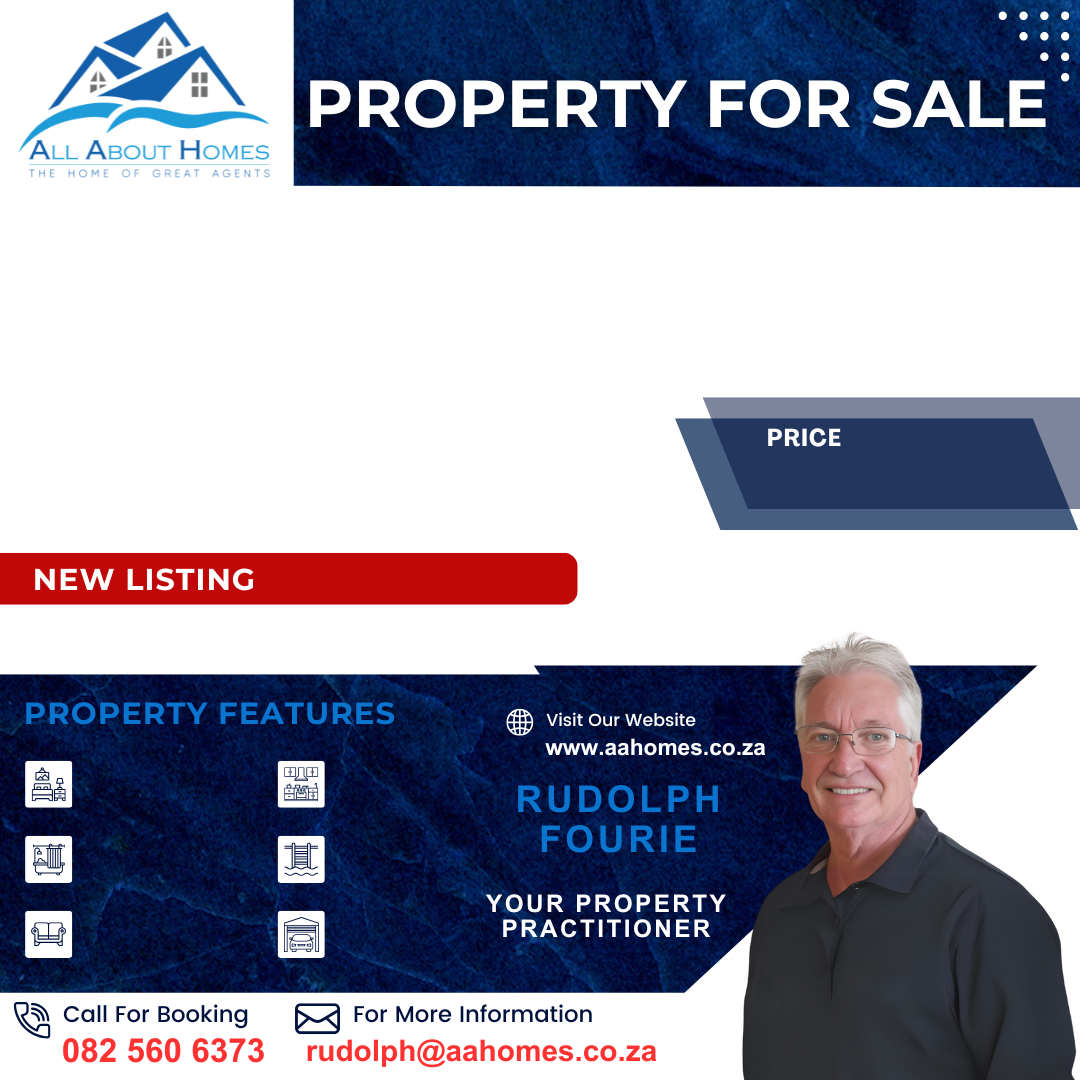 ALL ABOUT HOMES
THE HOME OF GREAT AGENTS
PROPERTY FOR SALE
PRICE
NEW LISTING
PROPERTY FEATURES
Visit Our Website
www.aahomes.co.za
RUDOLPH
FOURIE
YOUR PROPERTY
PRACTITIONER
Call For Booking
082 560 6373
For More Information
rudolph@aahomes.co.za